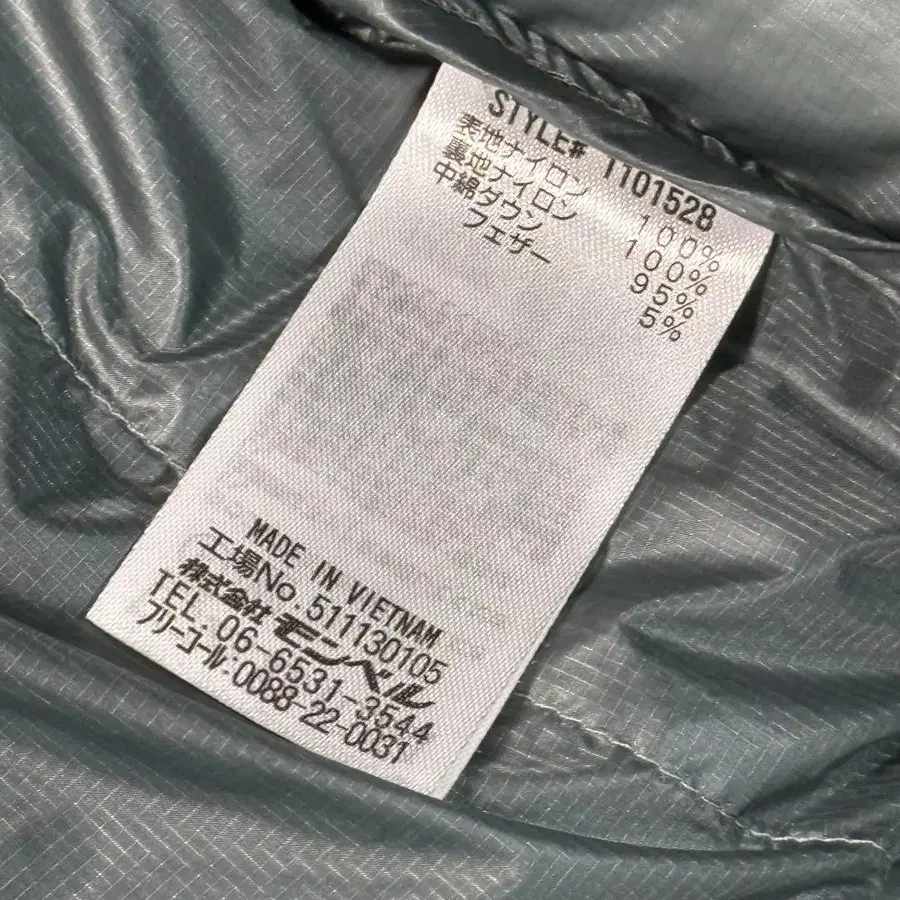 STYLE# 1101528
表地ナイロン 100%
裏地ナイロン 100%
中綿ダウン 95%
フェザー 5%
MADE IN VIETNAM
工場No.511130105
株式会社モンベル
TEL.06-6531-3544
フリーコール:0088-22-0031